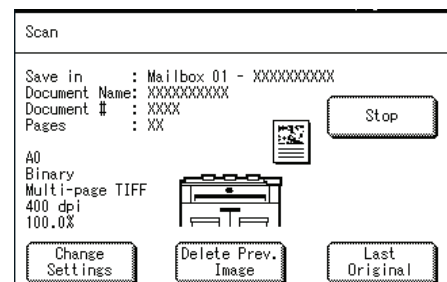 Scan
Save in : Mailbox 01 - XXXXXXXXXX
Document Name: XXXXXXXXXX
Document # : XXXX
Pages : XX
Stop
A0
Binary
Multi-page TIFF
400 dpi
100.0%
Change
Settings
Delete Prev.
Image
Last
Original